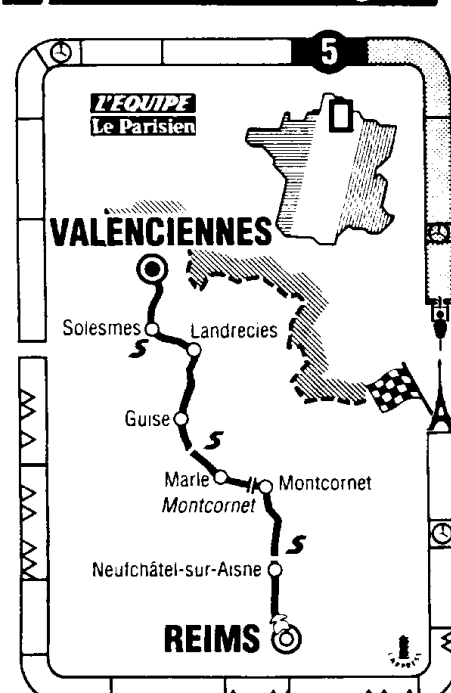 5
L'EQUIPE
Le Parisien
VALENCIENNES
Solesmes
S
Landrecies
Guise
S
Marle
Montcornet
Montcornet
S
Neufchâtel-sur-Aisne
REIMS